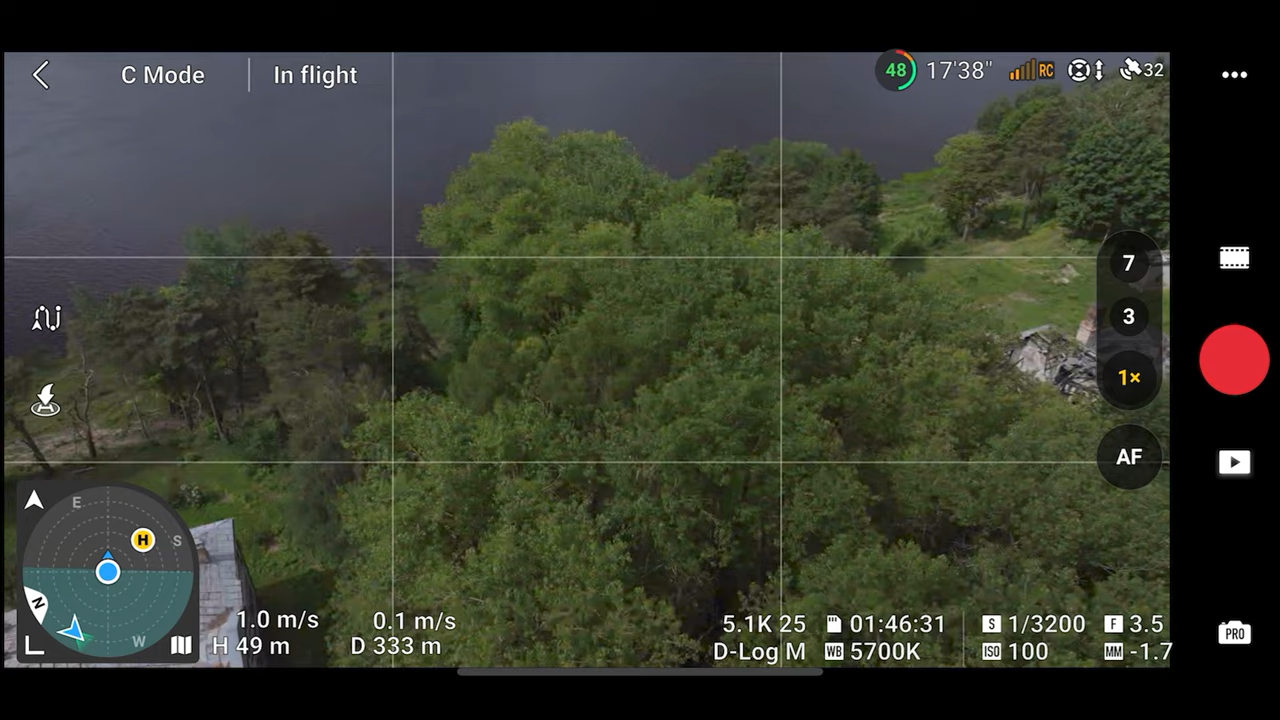 C Mode
In flight
48
17'38"
RC
32
7
3
1×
AF
PRO
E
H
S
N
W
1.0 m/s
0.1 m/s
H 49 m
D 333 m
5.1K 25
01:46:31
S 1/3200
F 3.5
D-Log M
WB 5700K
ISO 100
MM -1.7